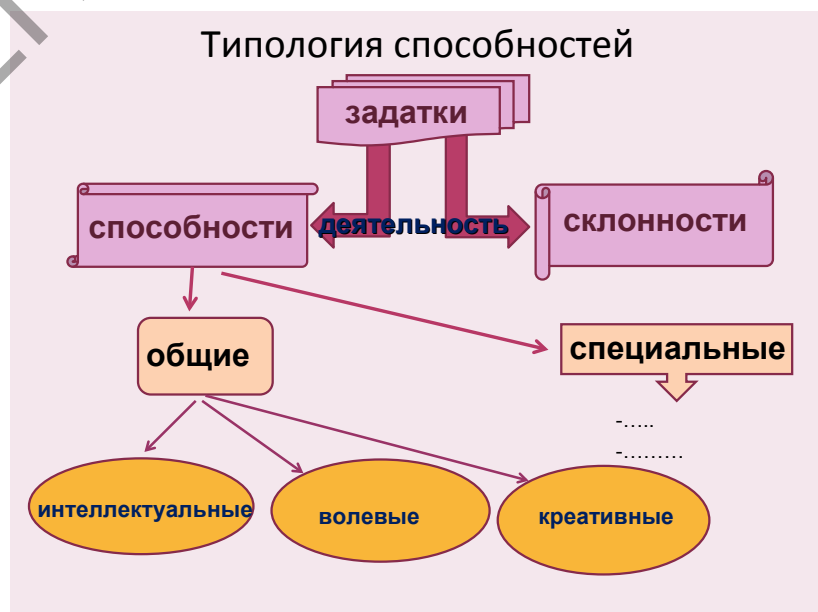 Типология способностей
задатки
способности
деятельность
склонности
общие
специальные
-…..
-………
интеллектуальные
волевые
креативные